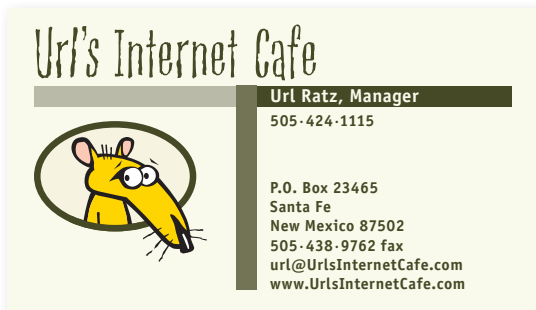 Url's Internet Cafe
Url Ratz, Manager
505·424·1115
P.O. Box 23465
Santa Fe
New Mexico 87502
505·438·9762 fax
url@UrlsInternetCafe.com
www.UrlsInternetCafe.com